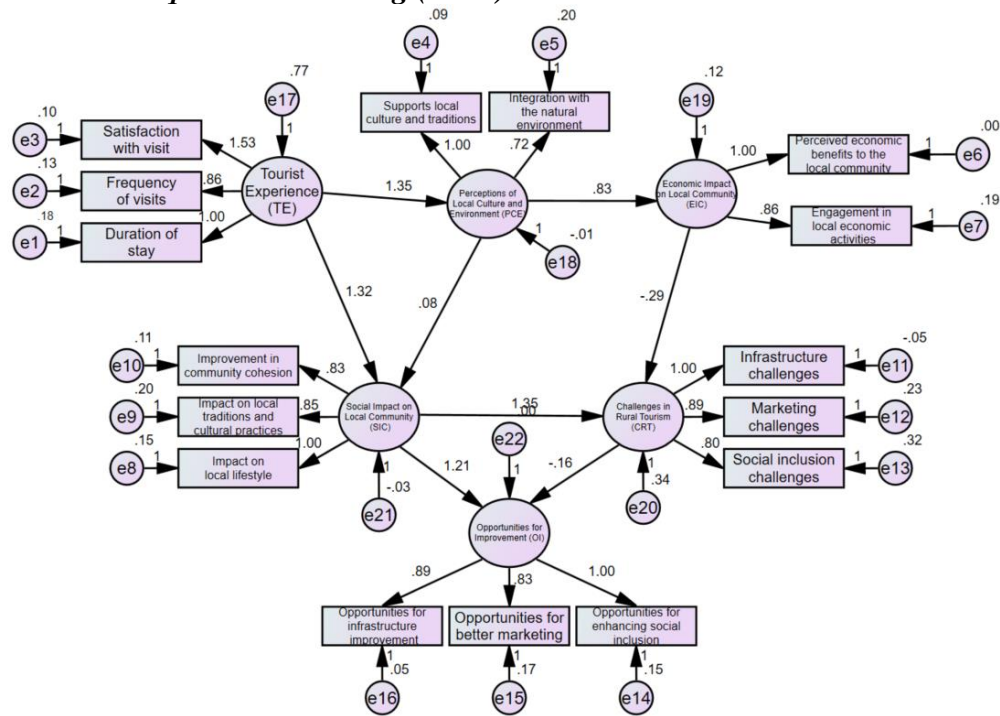 .09
e4
1
.20
e5
1
.77
e17
1
.12
e19
1
Supports local
culture and traditions
Integration with
the natural
environment
1.00
.72
.10
e3
1
Satisfaction
with visit
1.53
.13
e2
1
Frequency
of visits
.86
.18
e1
1
Duration of
stay
1.00
Tourist
Experience
(TE)
1.35
Perceptions of
Local Culture and
Environment (PCE)
.83
Economic Impact
on Local Community
(EIC)
1.00
Perceived economic
benefits to the
local community
1
.00
e6
.86
Engagement in
local economic
activities
1
.19
e7
1
-.01
e18
1.32
.08
-.29
.11
e10
1
Improvement in
community cohesion
.83
.20
e9
1
Impact on local
traditions and
cultural practices
.85
.15
e8
1
Impact on
local lifestyle
1.00
Social Impact on
Local Community
(SIC)
1.35
.00
e22
1
Challenges in
Rural Tourism
(CRT)
1.00
Infrastructure
challenges
1
-.05
e11
.89
Marketing
challenges
1
.23
e12
.80
Social inclusion
challenges
1
.32
e13
1
-.03
e21
1.21
-.16
1
.34
e20
Opportunities for
Improvement (OI)
.89
.83
1.00
Opportunities for
infrastructure
improvement
Opportunities for
better marketing
Opportunities for
enhancing social
inclusion
1
.05
e16
1
.17
e15
1
.15
e14